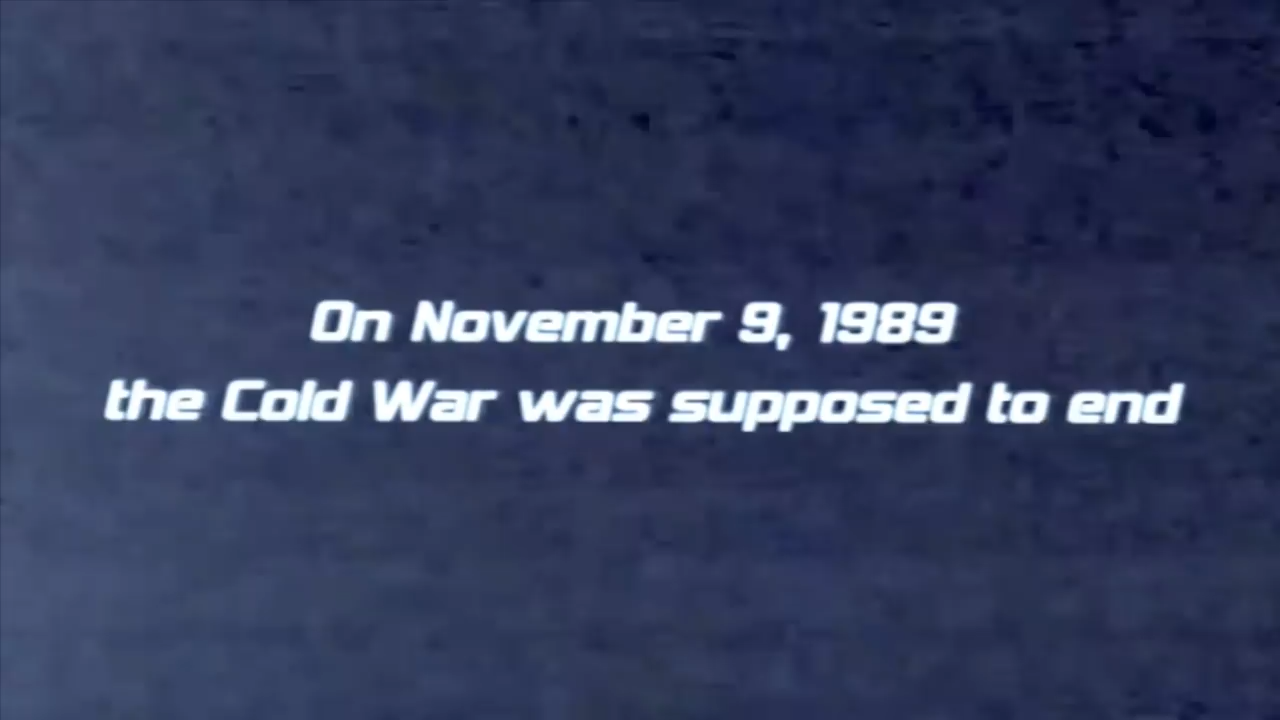 On November 9, 1989
the Cold War was supposed to end